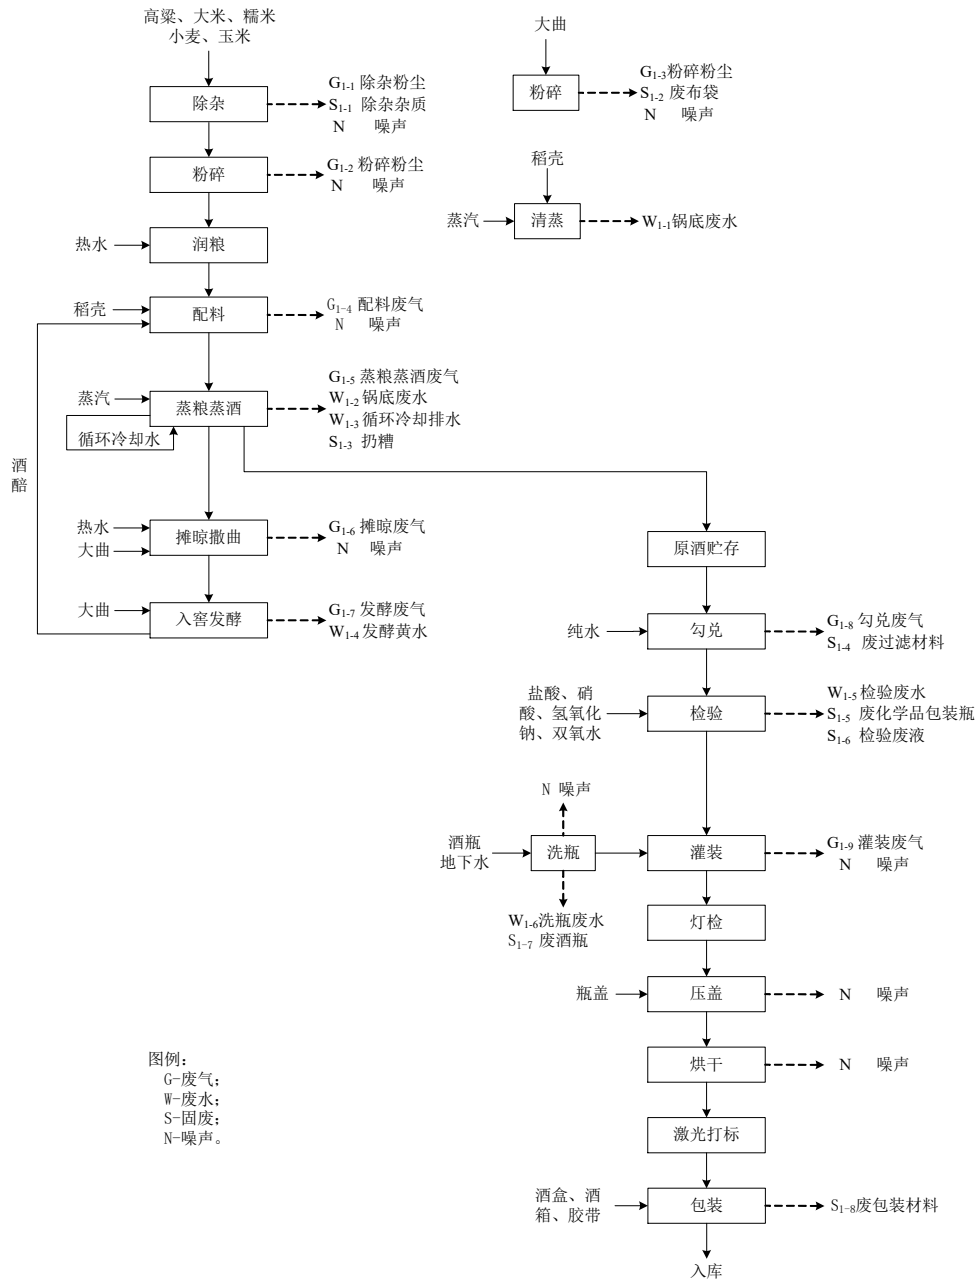 高粱、大米、糯米
小麦、玉米
除杂
G1-1 除杂粉尘
S1-1 除杂杂质
N 噪声
粉碎
G1-2 粉碎粉尘
N 噪声
热水
润粮
稻壳
配料
G1-4 配料废气
N 噪声
蒸汽
蒸粮蒸酒
循环冷却水
G1-5 蒸粮蒸酒废气
W1-2 锅底废水
W1-3 循环冷却排水
S1-3 扔糟
酒醅
热水
大曲
摊晾撒曲
G1-6 摊晾废气
N 噪声
大曲
入窖发酵
G1-7 发酵废气
W1-4 发酵黄水
大曲
粉碎
G1-3粉碎粉尘
S1-2 废布袋
N 噪声
稻壳
蒸汽
清蒸
W1-1锅底废水
原酒贮存
纯水
勾兑
G1-8 勾兑废气
S1-4 废过滤材料
盐酸、硝
酸、氢氧化
钠、双氧水
检验
W1-5 检验废水
S1-5 废化学品包装瓶
S1-6 检验废液
N 噪声
酒瓶
地下水
洗瓶
W1-6洗瓶废水
S1-7 废酒瓶
灌装
G1-9 灌装废气
N 噪声
灯检
瓶盖
压盖
N 噪声
烘干
N 噪声
激光打标
酒盒、酒
箱、胶带
包装
S1-8废包装材料
入库
图例：
G-废气；
W-废水；
S-固废；
N-噪声。